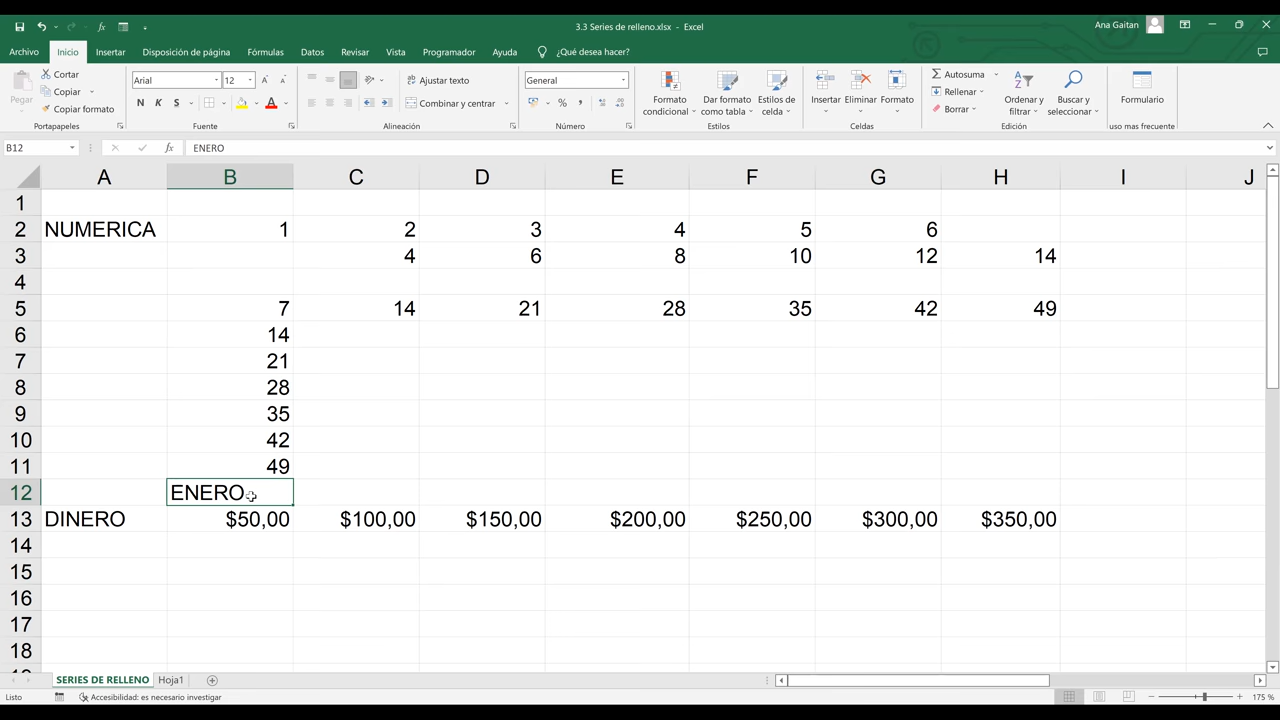 3.3 Series de relleno.xlsx - Excel
Ana Gaitan
Archivo Inicio Insertar Disposición de página Fórmulas Datos Revisar Vista Programador Ayuda ¿Qué desea hacer?
Pegar
Cortar
Copiar
Copiar formato
Portapapeles
Arial 12
N K S
Fuente
Ajustar texto
Combinar y centrar
Alineación
General
Número
Formato condicional
Dar formato como tabla
Estilos de celda
Estilos
Insertar Eliminar Formato
Celdas
Autosuma
Rellenar
Borrar
Ordenar y filtrar
Buscar y seleccionar
Edición
Formulario
uso mas frecuente
B12 fx ENERO
A B C D E F G H I J
1
2 NUMERICA 1 2 3 4 5 6
3 4 6 8 10 12 14
4
5 7 14 21 28 35 42 49
6 14
7 21
8 28
9 35
10 42
11 49
12 ENERO
13 DINERO $50,00 $100,00 $150,00 $200,00 $250,00 $300,00 $350,00
14
15
16
17
18
SERIES DE RELLENO Hoja1
Listo Accesibilidad: es necesario investigar 175 %